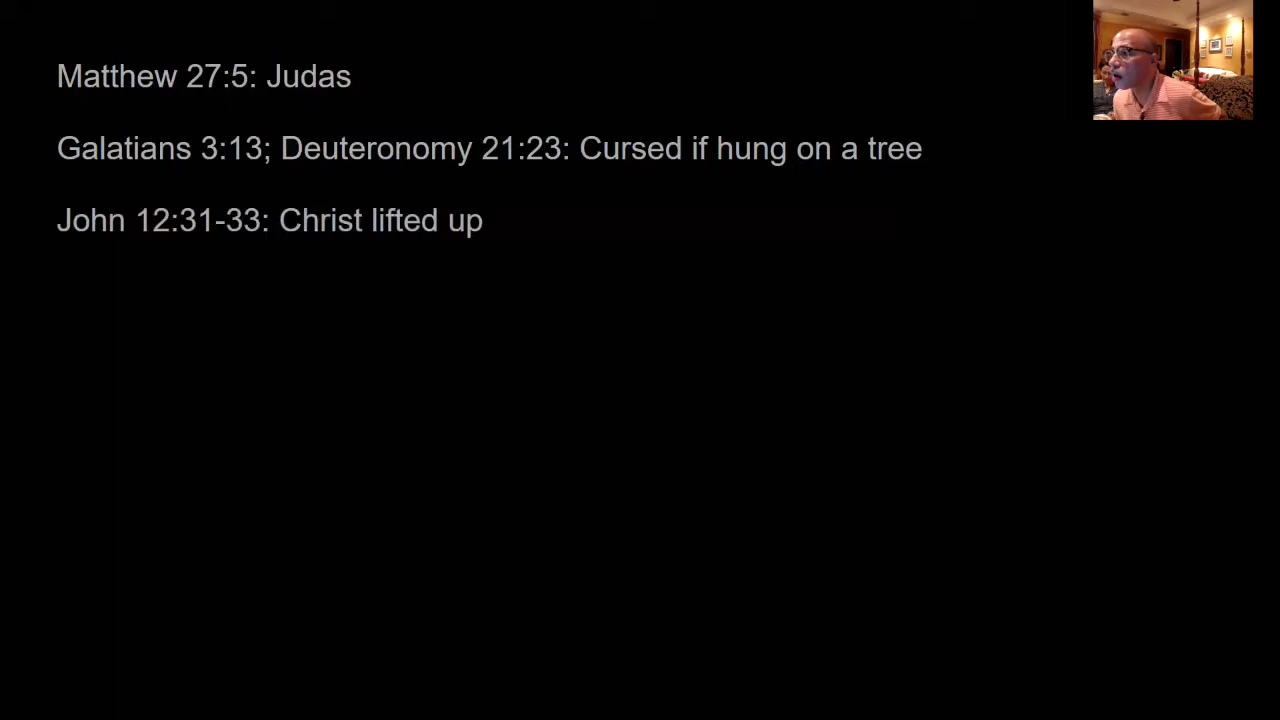 Matthew 27:5: Judas
Galatians 3:13; Deuteronomy 21:23: Cursed if hung on a tree
John 12:31-33: Christ lifted up